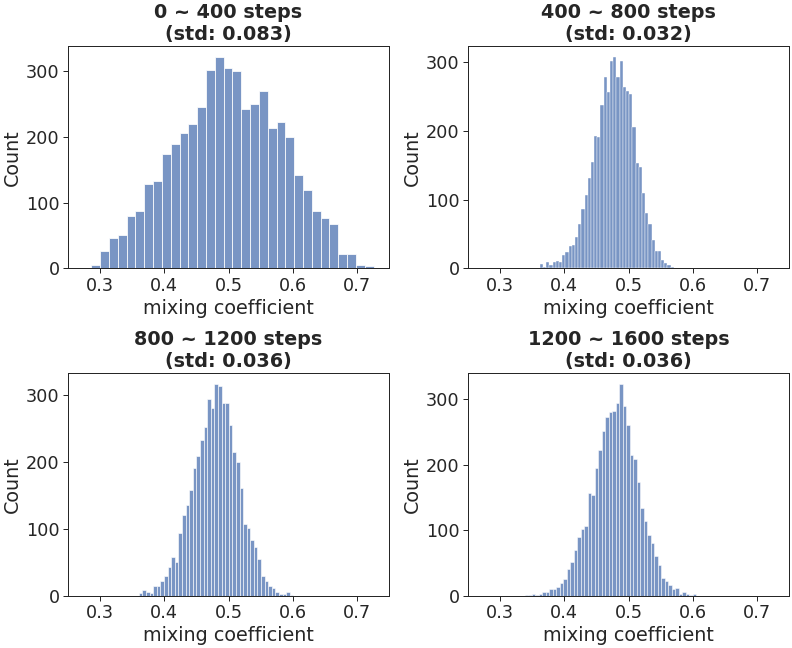 0 ~ 400 steps
(std: 0.083)
Count
300
200
100
0
0.3 0.4 0.5 0.6 0.7
mixing coefficient
400 ~ 800 steps
(std: 0.032)
Count
300
200
100
0
0.3 0.4 0.5 0.6 0.7
mixing coefficient
800 ~ 1200 steps
(std: 0.036)
Count
300
200
100
0
0.3 0.4 0.5 0.6 0.7
mixing coefficient
1200 ~ 1600 steps
(std: 0.036)
Count
300
200
100
0
0.3 0.4 0.5 0.6 0.7
mixing coefficient